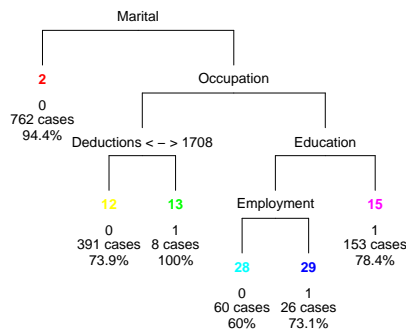 Marital
2
0
762 cases
94.4%
Occupation
Deductions < − > 1708
12
0
391 cases
73.9%
13
1
8 cases
100%
Education
Employment
28
0
60 cases
60%
29
1
26 cases
73.1%
15
1
153 cases
78.4%